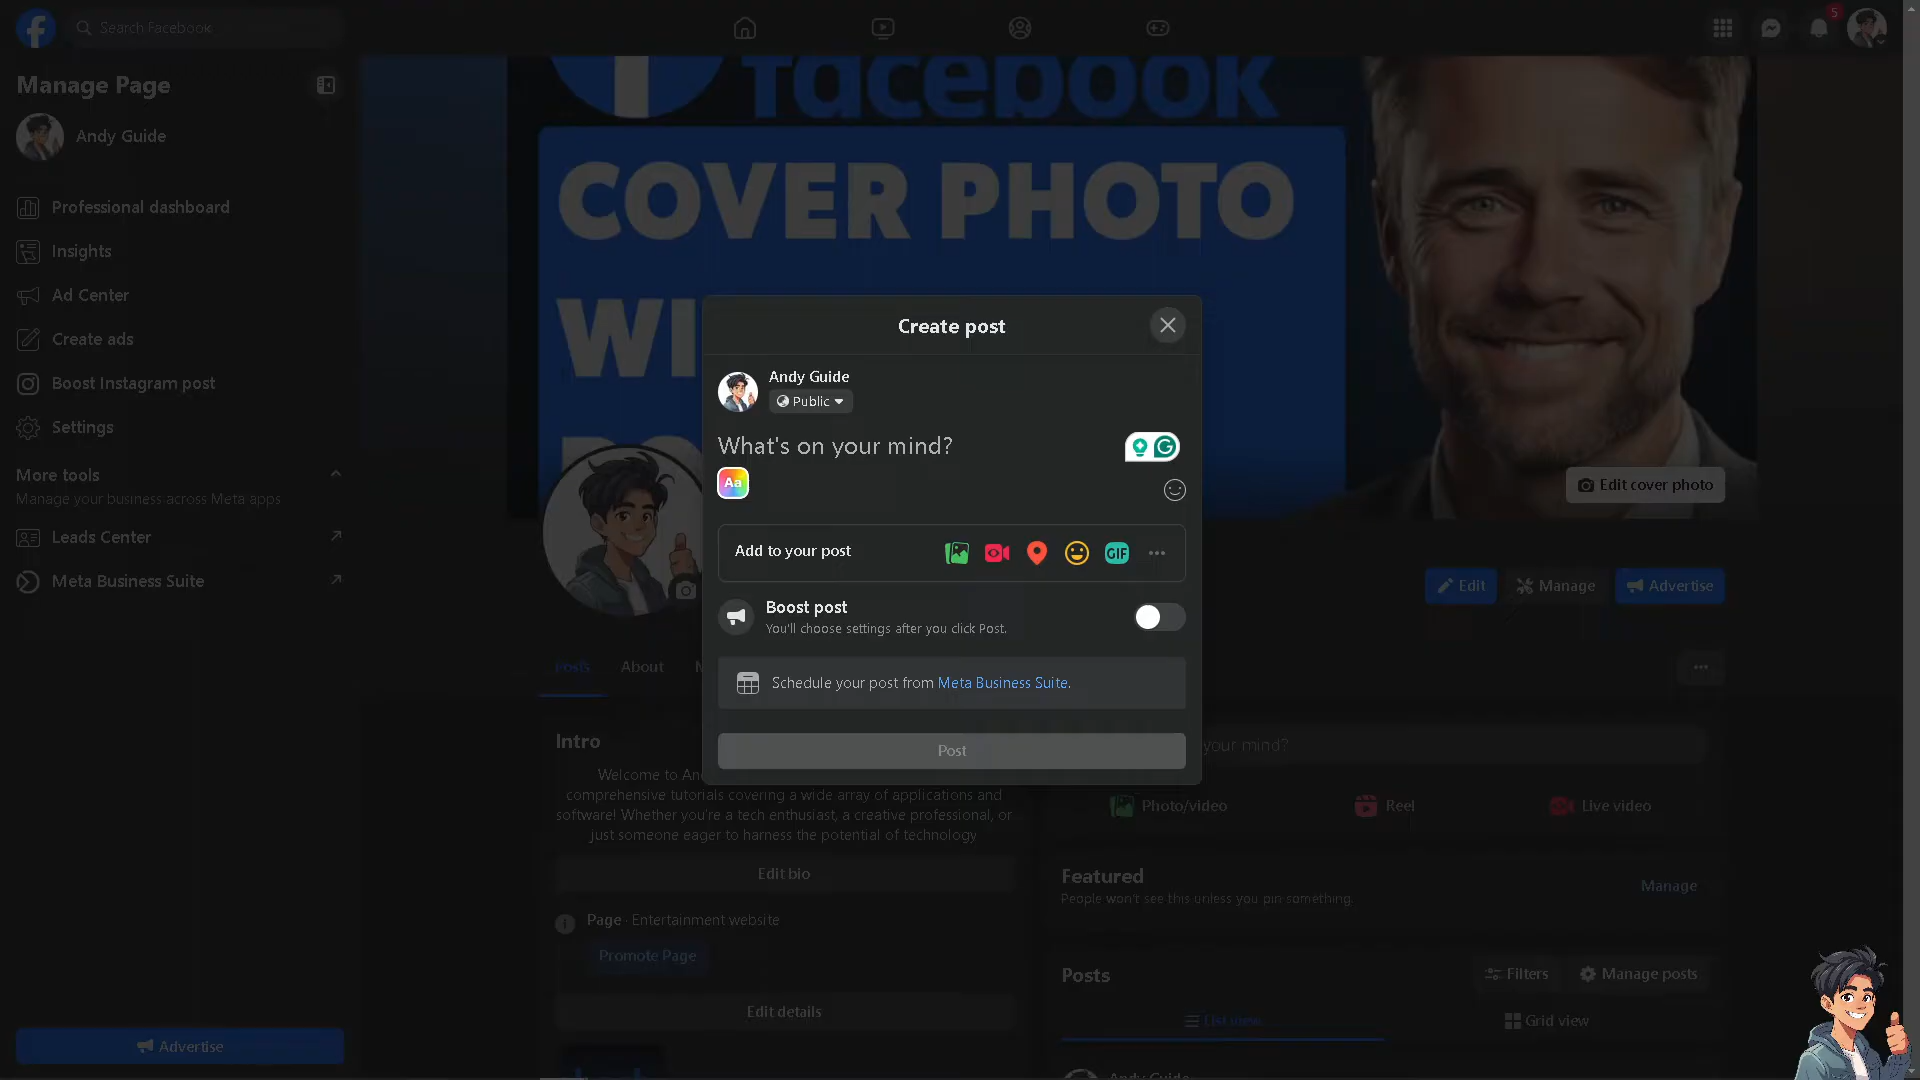 Search Facebook
5
Manage Page
Andy Guide
Professional dashboard
Insights
Ad Center
Create ads
Boost Instagram post
Settings
More tools
Manage your business across Meta apps
Leads Center
Meta Business Suite
Advertise
facebook
COVER PHOTO
WI
Edit cover photo
Edit
Manage
Advertise
Posts
About
Create post
Andy Guide
Public
What's on your mind?
Aa
Add to your post
GIF
Boost post
You'll choose settings after you click Post.
Schedule your post from Meta Business Suite.
Post
Intro
Welcome to An
comprehensive tutorials covering a wide array of applications and
software! Whether you're a tech enthusiast, a creative professional, or
just someone eager to harness the potential of technology
Edit bio
Page · Entertainment website
Promote Page
Edit details
your mind?
Photo/video
Reel
Live video
Featured
Manage
People won't see this unless you pin something.
Posts
Filters
Manage posts
List view
Grid view
Andy Guide